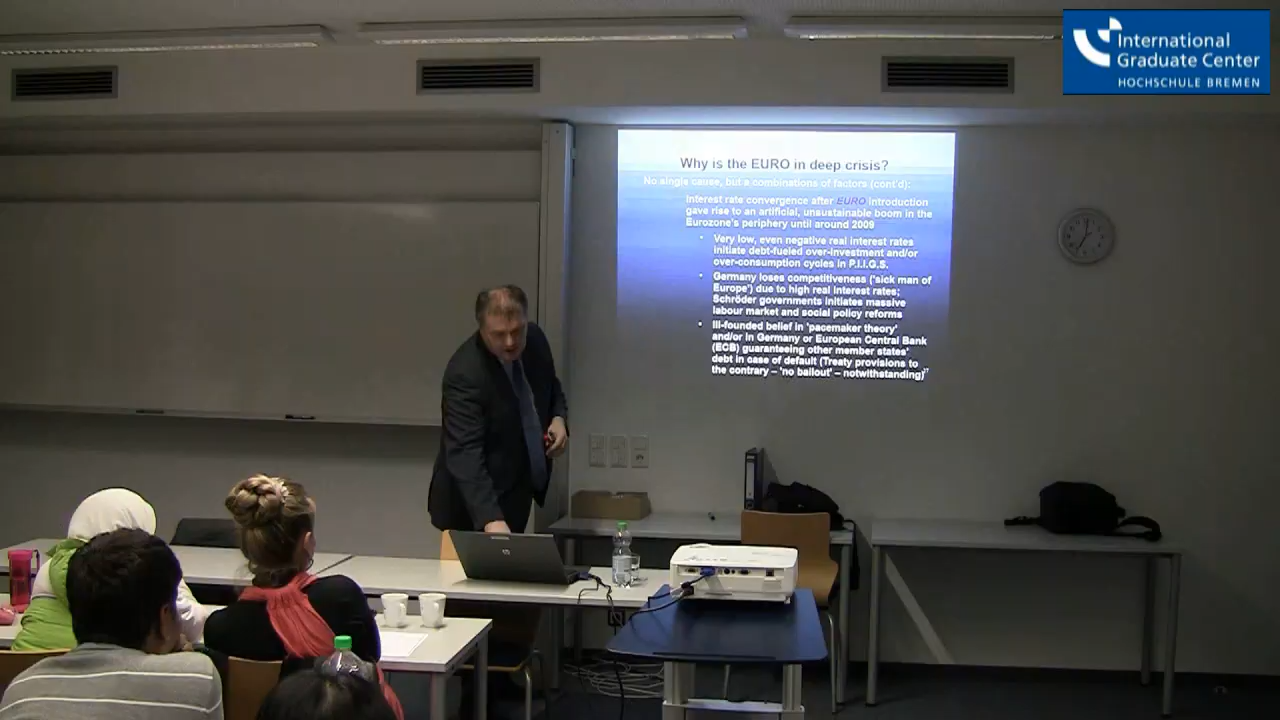 International
Graduate Center
HOCHSCHULE BREMEN
Why is the EURO in deep crisis?
No single cause, but a combinations of factors (cont'd):
Interest rate convergence after EURO introduction
gave rise to an artificial, unsustainable boom in the
Eurozone's periphery until around 2009
• Very low, even negative real interest rates
initiate debt-fueled over-investment and/or
over-consumption cycles in P.I.I.G.S.
• Germany loses competitiveness ('sick man of
Europe') due to high real interest rates;
Schröder governments initiates massive
labour market and social policy reforms
• Ill-founded belief in 'pacemaker theory'
and/or in Germany or European Central Bank
(ECB) guaranteeing other member states'
debt in case of default (Treaty provisions to
the contrary – 'no bailout' – notwithstanding)
hp